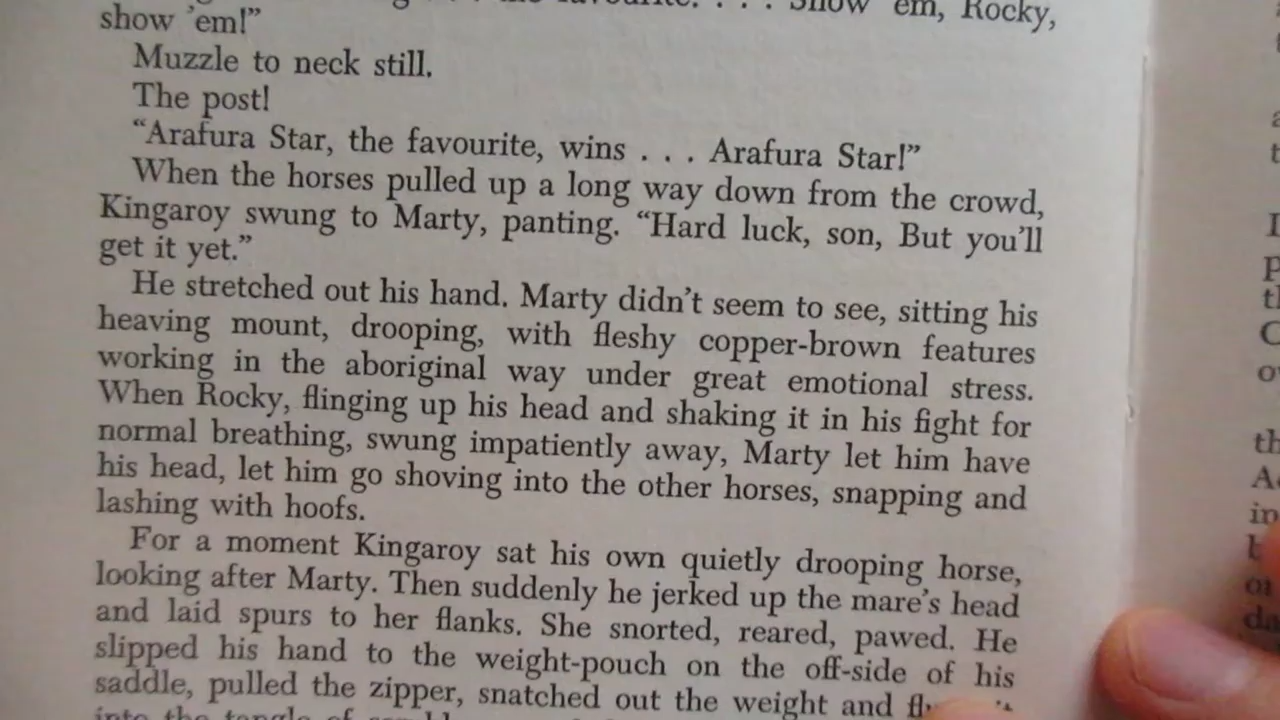 show 'em!"
Muzzle to neck still.
The post!
"Arafura Star, the favourite, wins . . . Arafura Star!"
When the horses pulled up a long way down from the crowd,
Kingaroy swung to Marty, panting. "Hard luck, son, But you'll
get it yet."
He stretched out his hand. Marty didn't seem to see, sitting his
heaving mount, drooping, with fleshy copper-brown features
working in the aboriginal way under great emotional stress.
When Rocky, flinging up his head and shaking it in his fight for
normal breathing, swung impatiently away, Marty let him have
his head, let him go shoving into the other horses, snapping and
lashing with hoofs.
For a moment Kingaroy sat his own quietly drooping horse,
looking after Marty. Then suddenly he jerked up the mare's head
and laid spurs to her flanks. She snorted, reared, pawed. He
slipped his hand to the weight-pouch on the off-side of his
saddle, pulled the zipper, snatched out the weight and
into the tangle of